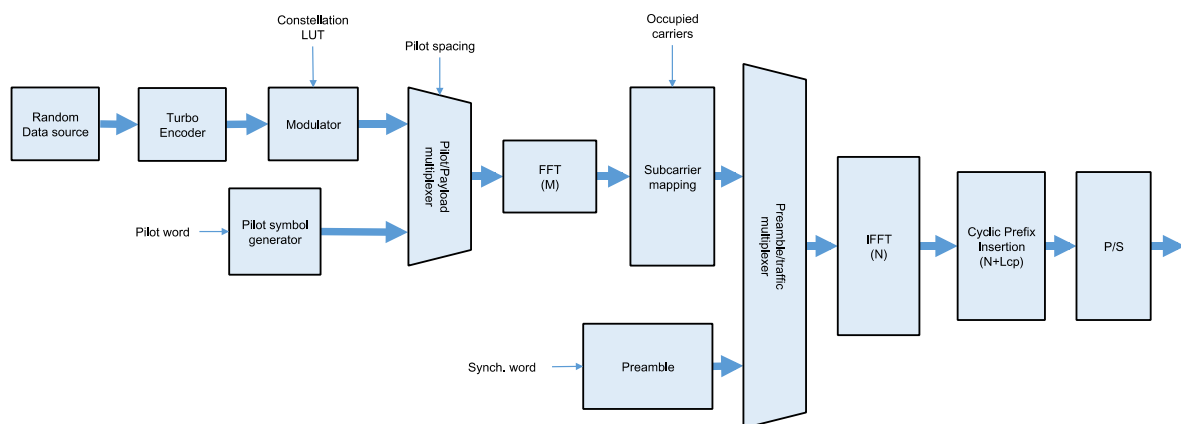 Constellation
LUT
Pilot spacing
Occupied
carriers
Random
Data source
Turbo
Encoder
Modulator
Pilot/Payload
multiplexer
FFT
(M)
Subcarrier
mapping
Pilot word
Pilot symbol
generator
Preamble/traffic
multiplexer
IFFT
(N)
Cyclic Prefix
Insertion
(N+Lcp)
P/S
Synch. word
Preamble